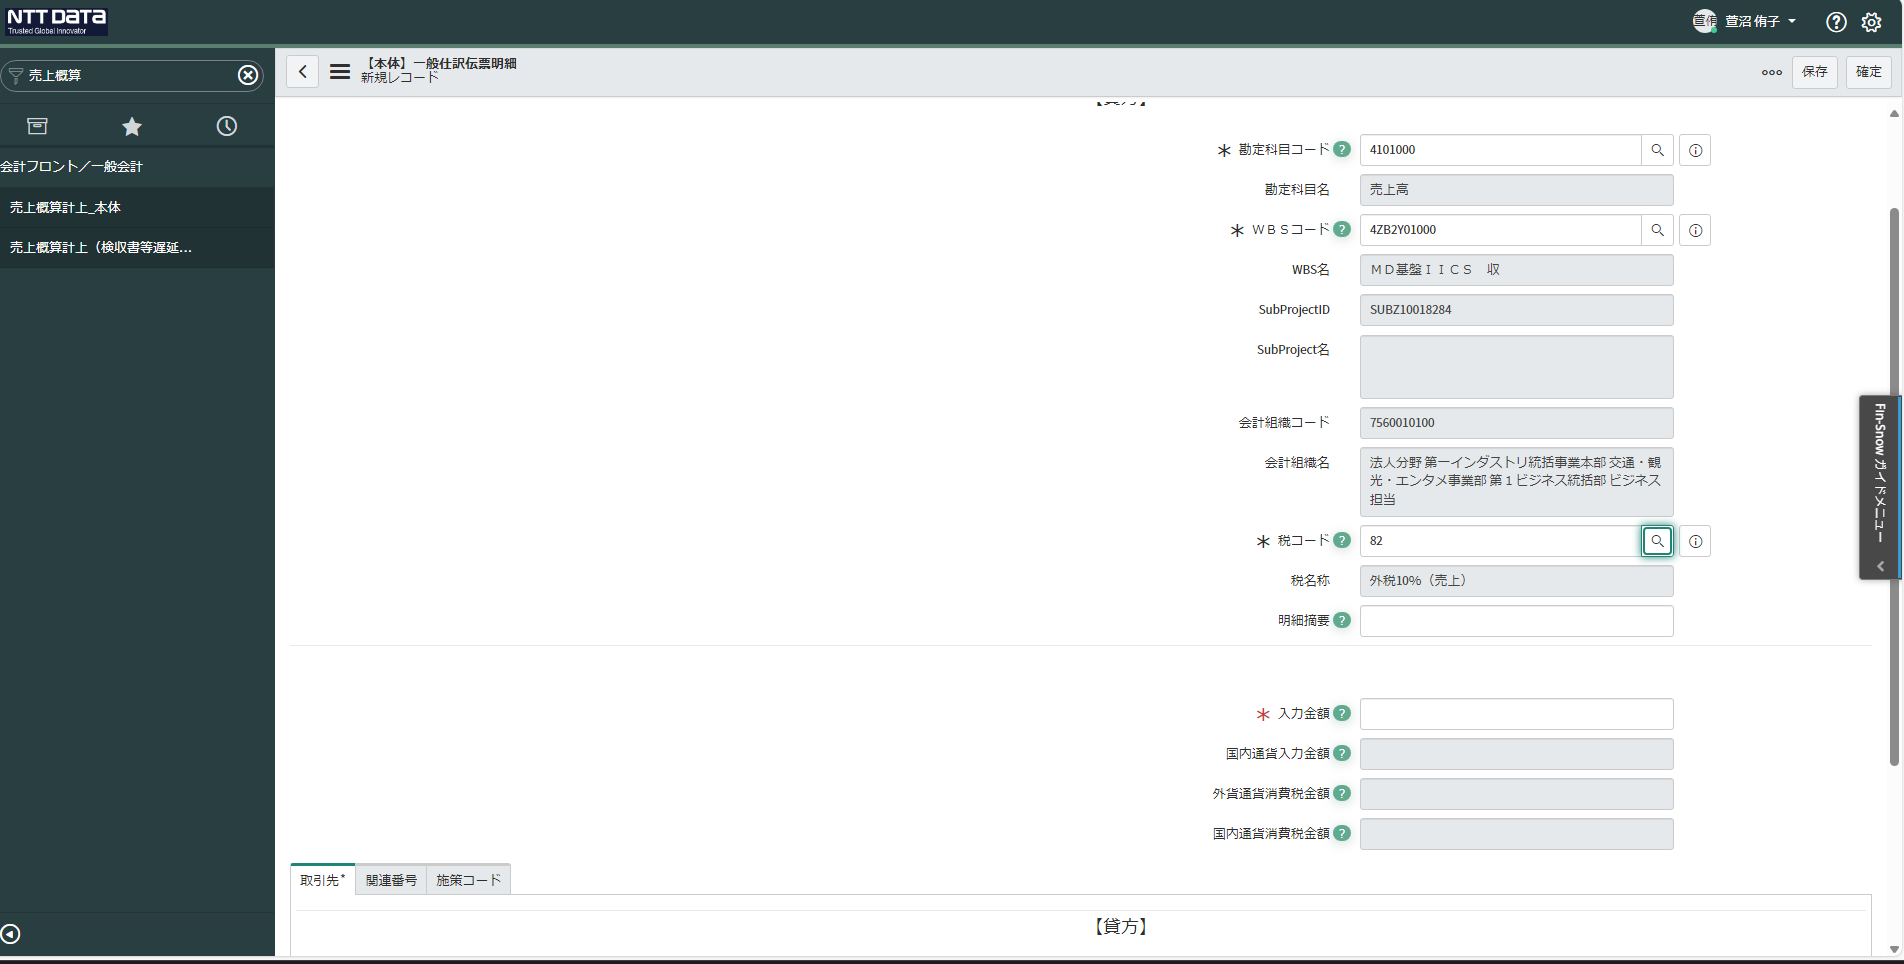 NTT DATA
Trusted Global Innovator
萱沼 侑子
売上概算
【本体】一般仕訳伝票明細
新規レコード
保存
確定
会計フロント／一般会計
売上概算計上_本体
売上概算計上（検収書等遅延...
【貸方】
* 勘定科目コード ? 4101000
勘定科目名 売上高
* ＷＢＳコード ? 4ZB2Y01000
WBS名 ＭＤ基盤ＩＩＣＳ　収
SubProjectID SUBZ10018284
SubProject名
会計組織コード 7560010100
会計組織名 法人分野 第一インダストリ統括事業本部 交通・観
光・エンタメ事業部 第１ビジネス統括部 ビジネス
担当
* 税コード ? 82
税名称 外税10%（売上）
明細摘要 ?
* 入力金額 ?
国内通貨入力金額 ?
外貨通貨消費税金額 ?
国内通貨消費税金額 ?
取引先* 関連番号 施策コード
【貸方】
Fin-Snow ガイドメニュー